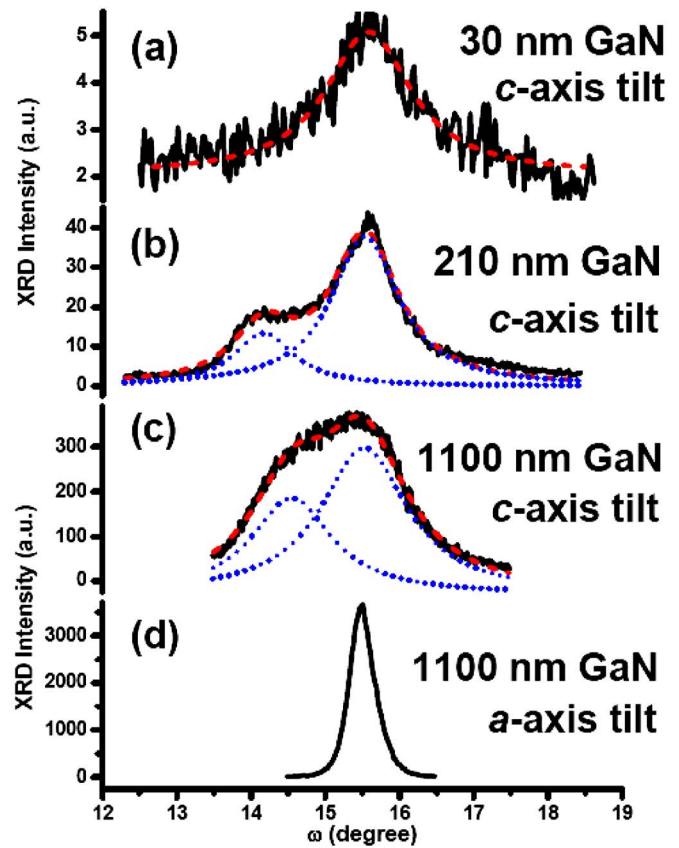 (a)
30 nm GaN
c-axis tilt
5
4
3
2
XRD Intensity (a.u.)
(b)
210 nm GaN
c-axis tilt
40
30
20
10
0
(c)
1100 nm GaN
c-axis tilt
300
200
100
0
XRD Intensity (a.u.)
(d)
1100 nm GaN
a-axis tilt
3000
2000
1000
0
12 13 14 15 16 17 18 19
ω (degree)